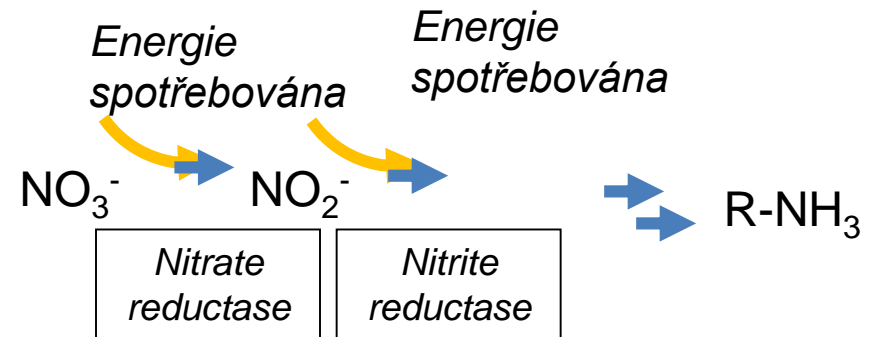 Energie
spotřebována
Energie
spotřebována
NO₃⁻
NO₂⁻
R-NH₃
Nitrate
reductase
Nitrite
reductase